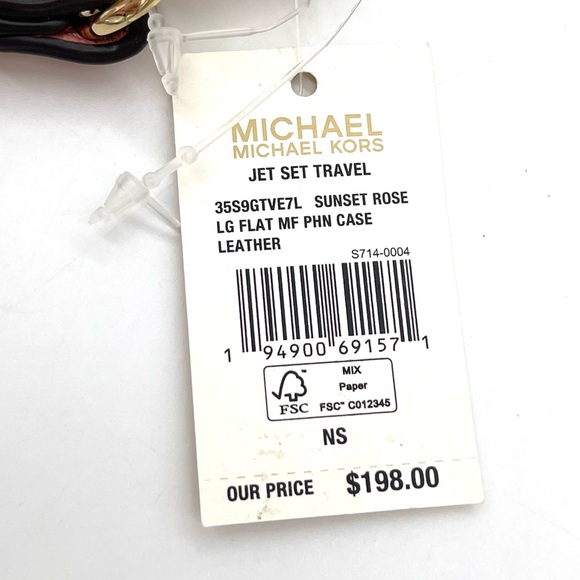 MICHAEL
MICHAEL KORS
JET SET TRAVEL
35S9GTVE7L SUNSET ROSE
LG FLAT MF PHN CASE
LEATHER
S714-0004
1 94900 69157 1
MIX
Paper
FSC™ C012345
FSC
NS
OUR PRICE $198.00